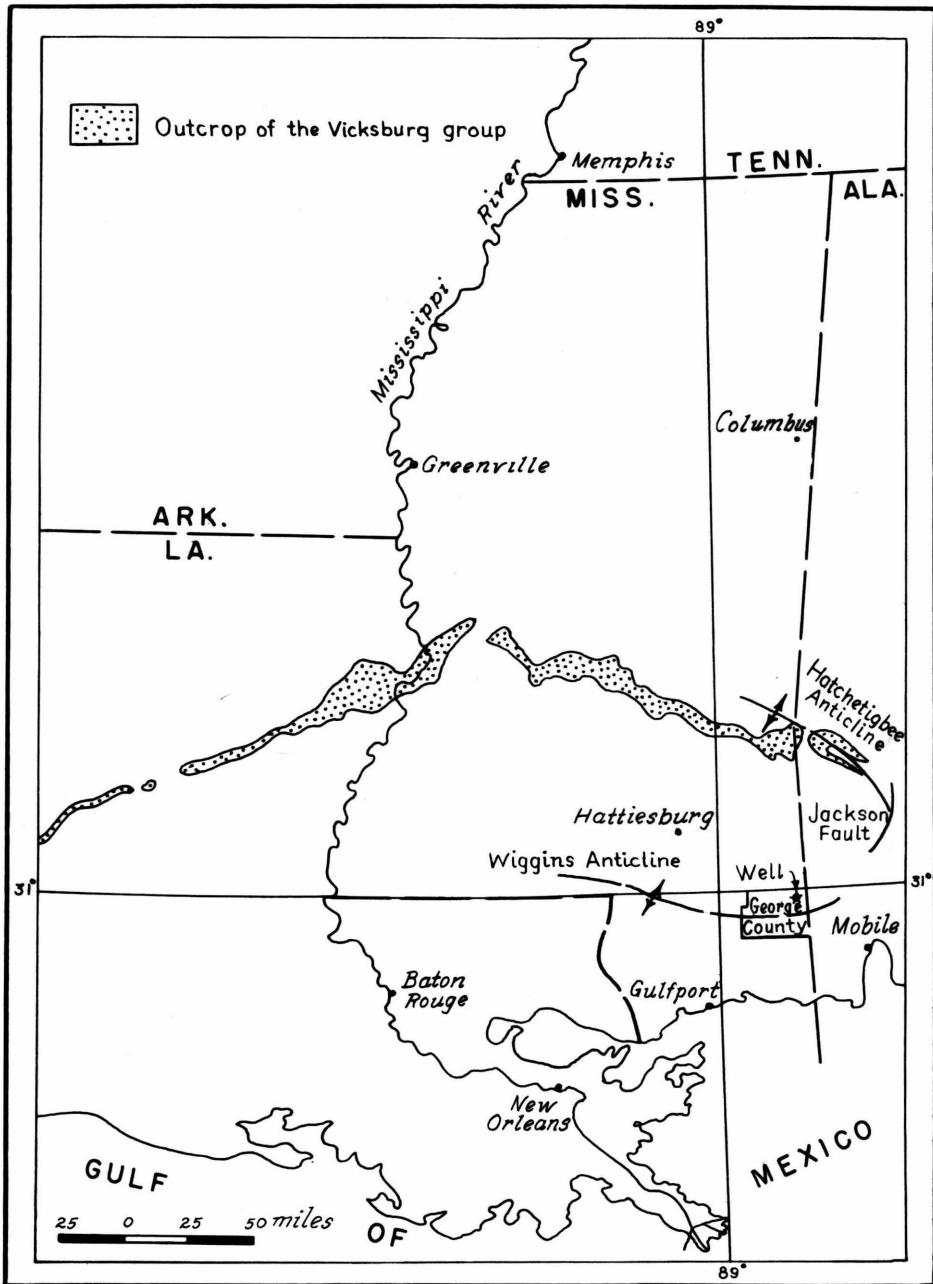 89°
Outcrop of the Vicksburg group
Memphis
TENN.
MISS.
ALA.
Mississippi River
Columbus
Greenville
ARK.
LA.
Hatchetigbee
Anticline
Hattiesburg
Jackson
Fault
Wiggins Anticline
Well
31°
31°
George
County
Mobile
Baton
Rouge
Gulfport
New
Orleans
GULF
OF
MEXICO
25 0 25 50 miles
89°